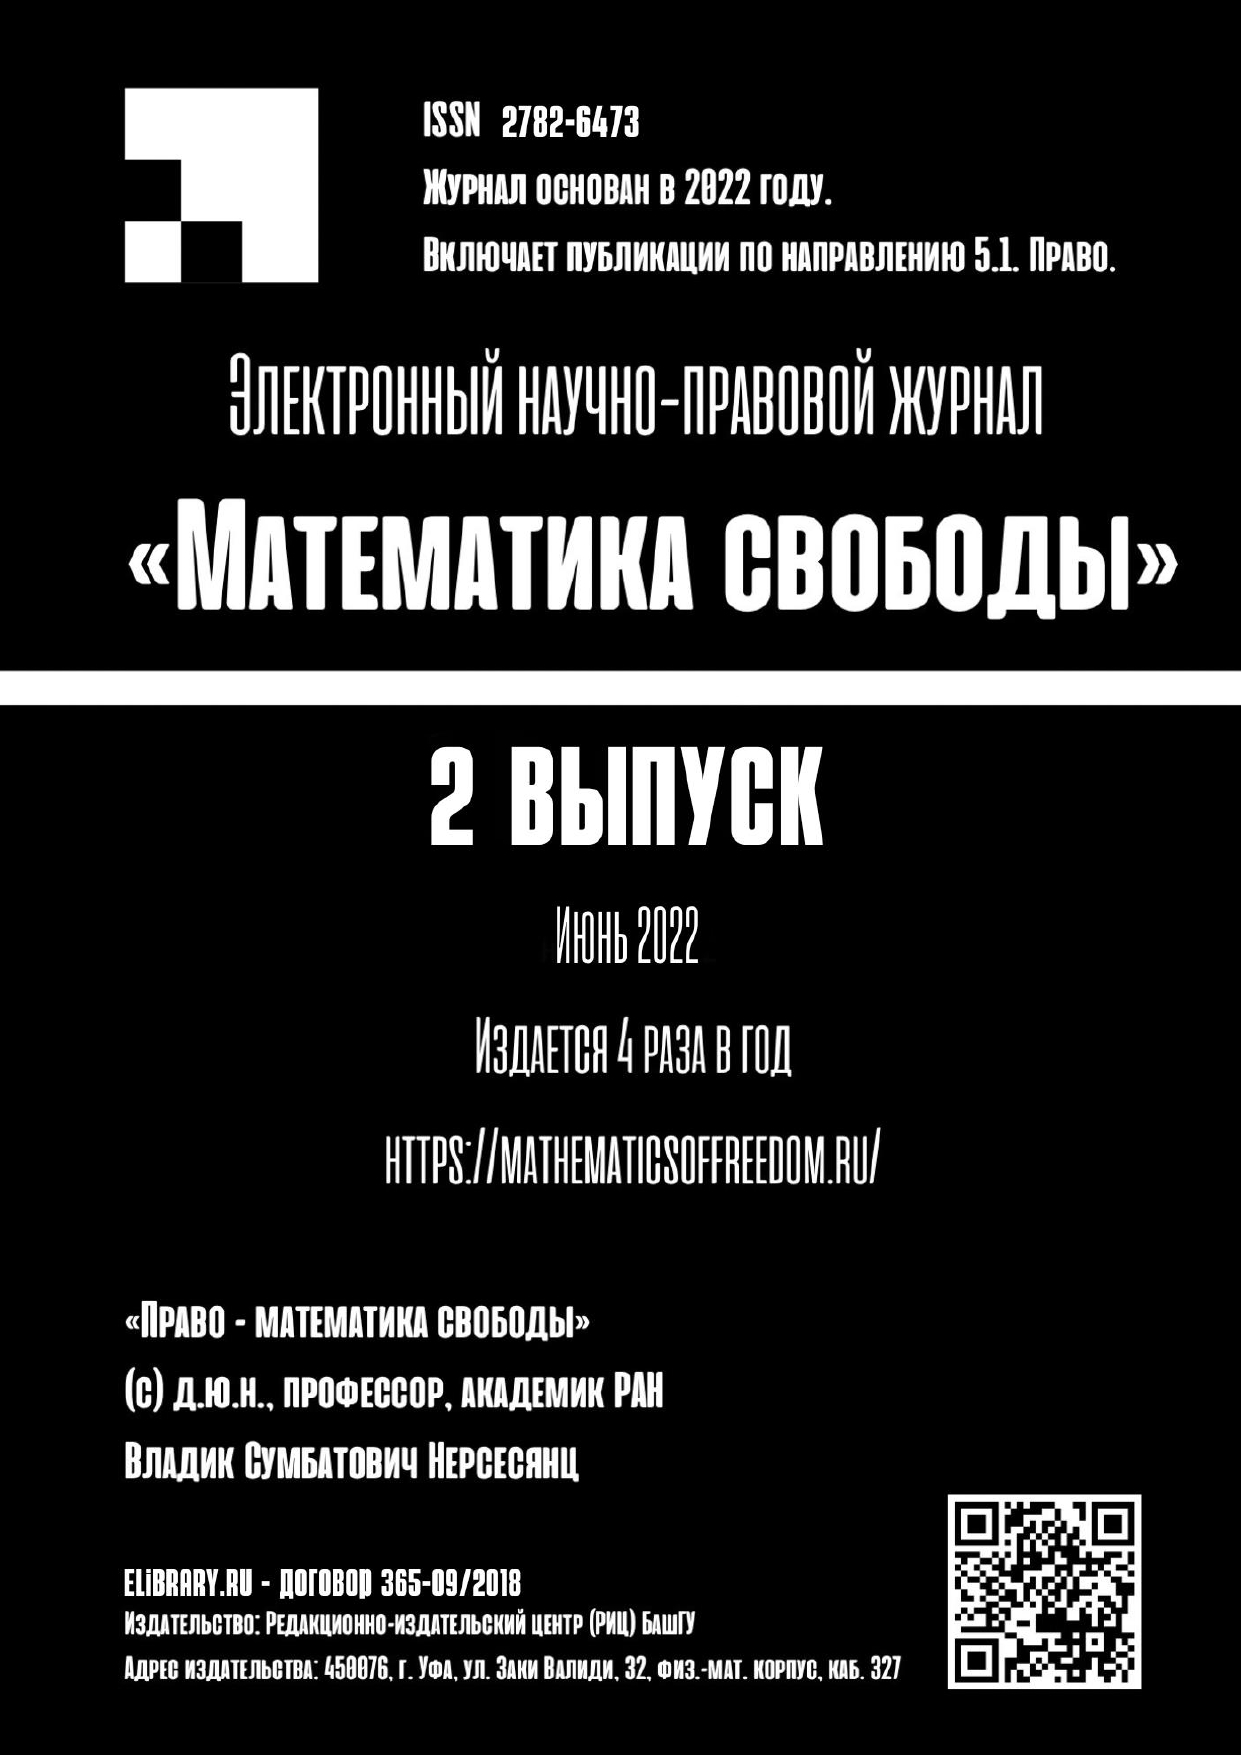 ISSN 2782-6473
Журнал основан в 2022 году.
Включает публикации по направлению 5.1. Право.
Электронный научно-правовой журнал
«Математика свободы»
2 ВЫПУСК
Июнь 2022
Издается 4 раза в год
https://mathematicsoffreedom.ru/
«Право - математика свободы»
(с) д.ю.н., профессор, академик РАН
Владик Сумбатович Нерсесянц
ELiBRARY.RU - договор 365-09/2018
Издательство: Редакционно-издательский центр (РИЦ) БашГУ
Адрес издательства: 450076, г. Уфа, ул. Заки Валиди, 32, физ.-мат. корпус, каб. 327